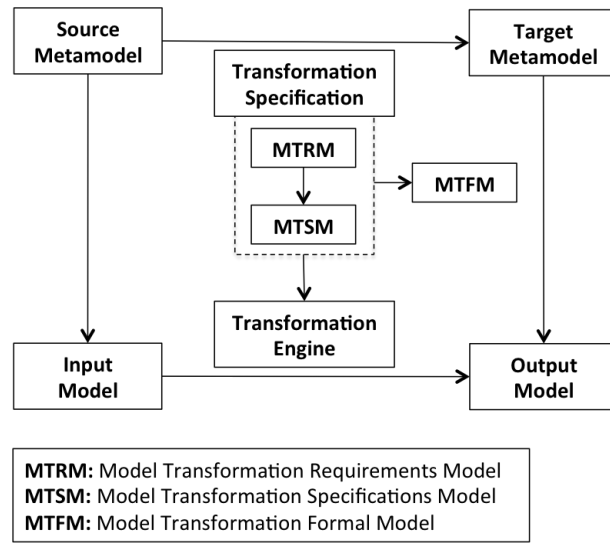 Source
Metamodel
Target
Metamodel
Transformation
Specification
MTRM
MTFM
MTSM
Transformation
Engine
Input
Model
Output
Model
MTRM: Model Transformation Requirements Model
MTSM: Model Transformation Specifications Model
MTFM: Model Transformation Formal Model